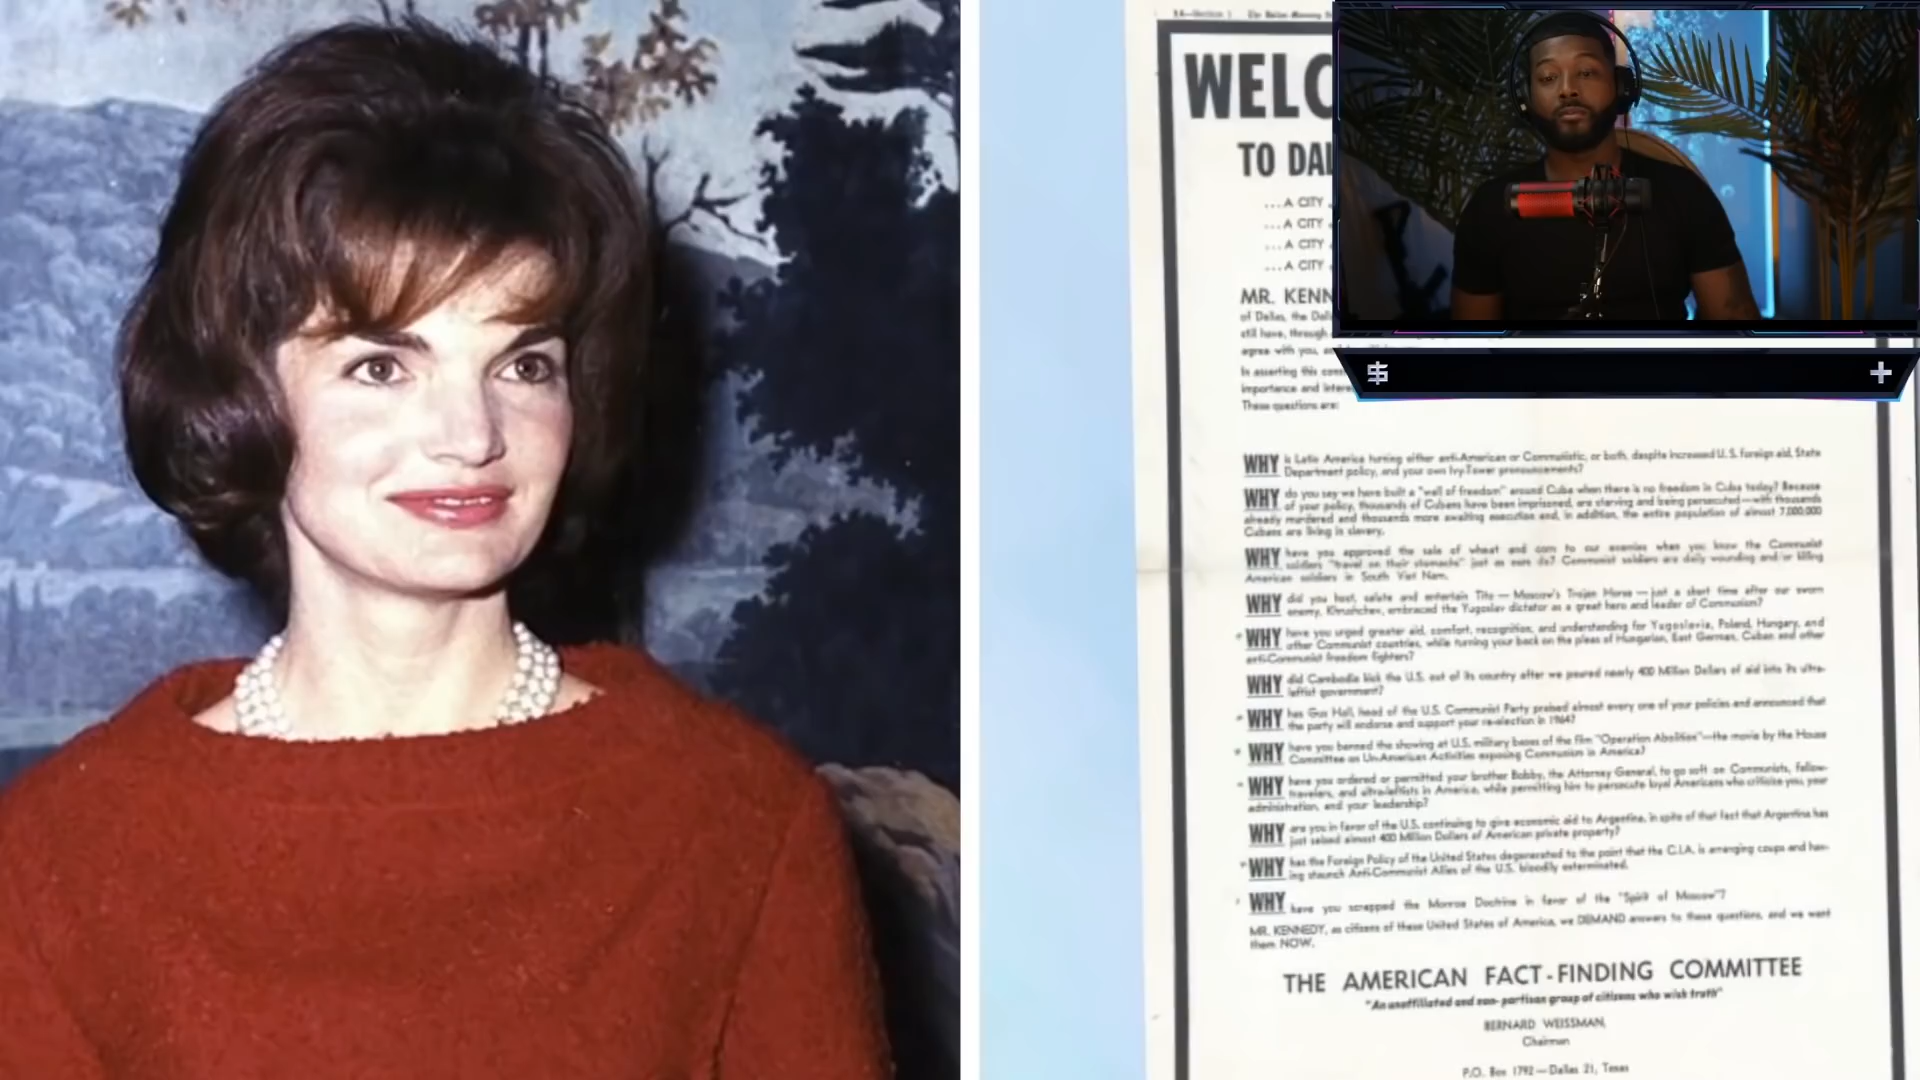 WELC
TO DAL
...A CITY
...A CITY
...A CITY
...A CITY
MR. KENN
of Dallas, the Dall
still have, through
agree with you, an
In asserting this cons
importance and intere
These questions are:
WHY is Latin America turning either anti-American or Communistic, or both, despite increased U. S. foreign aid, State
Department policy, and your own Ivy-Tower pronouncements?
WHY do you say we have built a "wall of freedom" around Cuba when there is no freedom in Cuba today? Because
of your policy, thousands of Cubans have been imprisoned, are starving and being persecuted—with thousands
already murdered and thousands more awaiting execution and, in addition, the entire population of almost 7,000,000
Cubans are living in slavery.
WHY have you approved the sale of wheat and corn to our enemies when you know the Communist
soldiers "travel on their stomachs" just as ours do? Communist soldiers are daily wounding and/or killing
American soldiers in South Viet Nam.
WHY did you host, salute and entertain Tito — Moscow's Trojan Horse — just a short time after our sworn
enemy, Khrushchev, embraced the Yugoslav dictator as a great hero and leader of Communism?
WHY have you urged greater aid, comfort, recognition, and understanding for Yugoslavia, Poland, Hungary, and
other Communist countries, while turning your back on the pleas of Hungarian, East German, Cuban and other
anti-Communist freedom fighters?
WHY did Cambodia kick the U.S. out of its country after we poured nearly 400 Million Dollars of aid into its ultra-
leftist government?
WHY has Gus Hall, head of the U.S. Communist Party praised almost every one of your policies and announced that
the party will endorse and support your re-election in 1964?
WHY have you banned the showing at U.S. military bases of the film "Operation Abolition"—the movie by the House
Committee on Un-American Activities exposing Communism in America?
WHY have you ordered or permitted your brother Bobby, the Attorney General, to go soft on Communists, fellow-
travelers, and ultra-leftists in America, while permitting him to persecute loyal Americans who criticize you, your
administration, and your leadership?
WHY are you in favor of the U.S. continuing to give economic aid to Argentina, in spite of that fact that Argentina has
just seized almost 400 Million Dollars of American private property?
WHY has the Foreign Policy of the United States degenerated to the point that the C.I.A. is arranging coups and hav-
ing staunch Anti-Communist Allies of the U.S. bloodily exterminated.
WHY have you scrapped the Monroe Doctrine in favor of the "Spirit of Moscow"?
MR. KENNEDY, as citizens of these United States of America, we DEMAND answers to these questions, and we want
them NOW.
THE AMERICAN FACT-FINDING COMMITTEE
"An unaffiliated and non-partisan group of citizens who wish truth"
BERNARD WEISSMAN,
Chairman
P.O. Box 1792 — Dallas 21, Texas